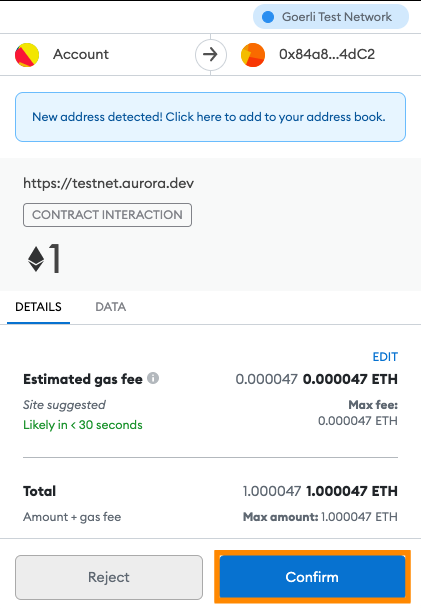 Goerli Test Network
Account
0x84a8...4dC2
New address detected! Click here to add to your address book.
https://testnet.aurora.dev
CONTRACT INTERACTION
1
DETAILS DATA
EDIT
Estimated gas fee 0.000047 0.000047 ETH
Site suggested Max fee:
Likely in < 30 seconds 0.000047 ETH
Total 1.000047 1.000047 ETH
Amount + gas fee Max amount: 1.000047 ETH
Reject Confirm